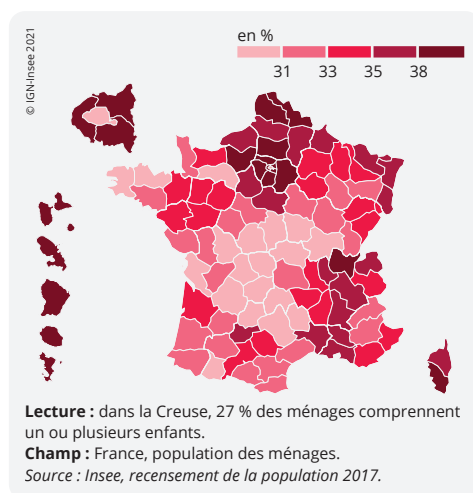 © IGN-Insee 2021
en %
31 33 35 38
Lecture : dans la Creuse, 27 % des ménages comprennent
un ou plusieurs enfants.
Champ : France, population des ménages.
Source : Insee, recensement de la population 2017.